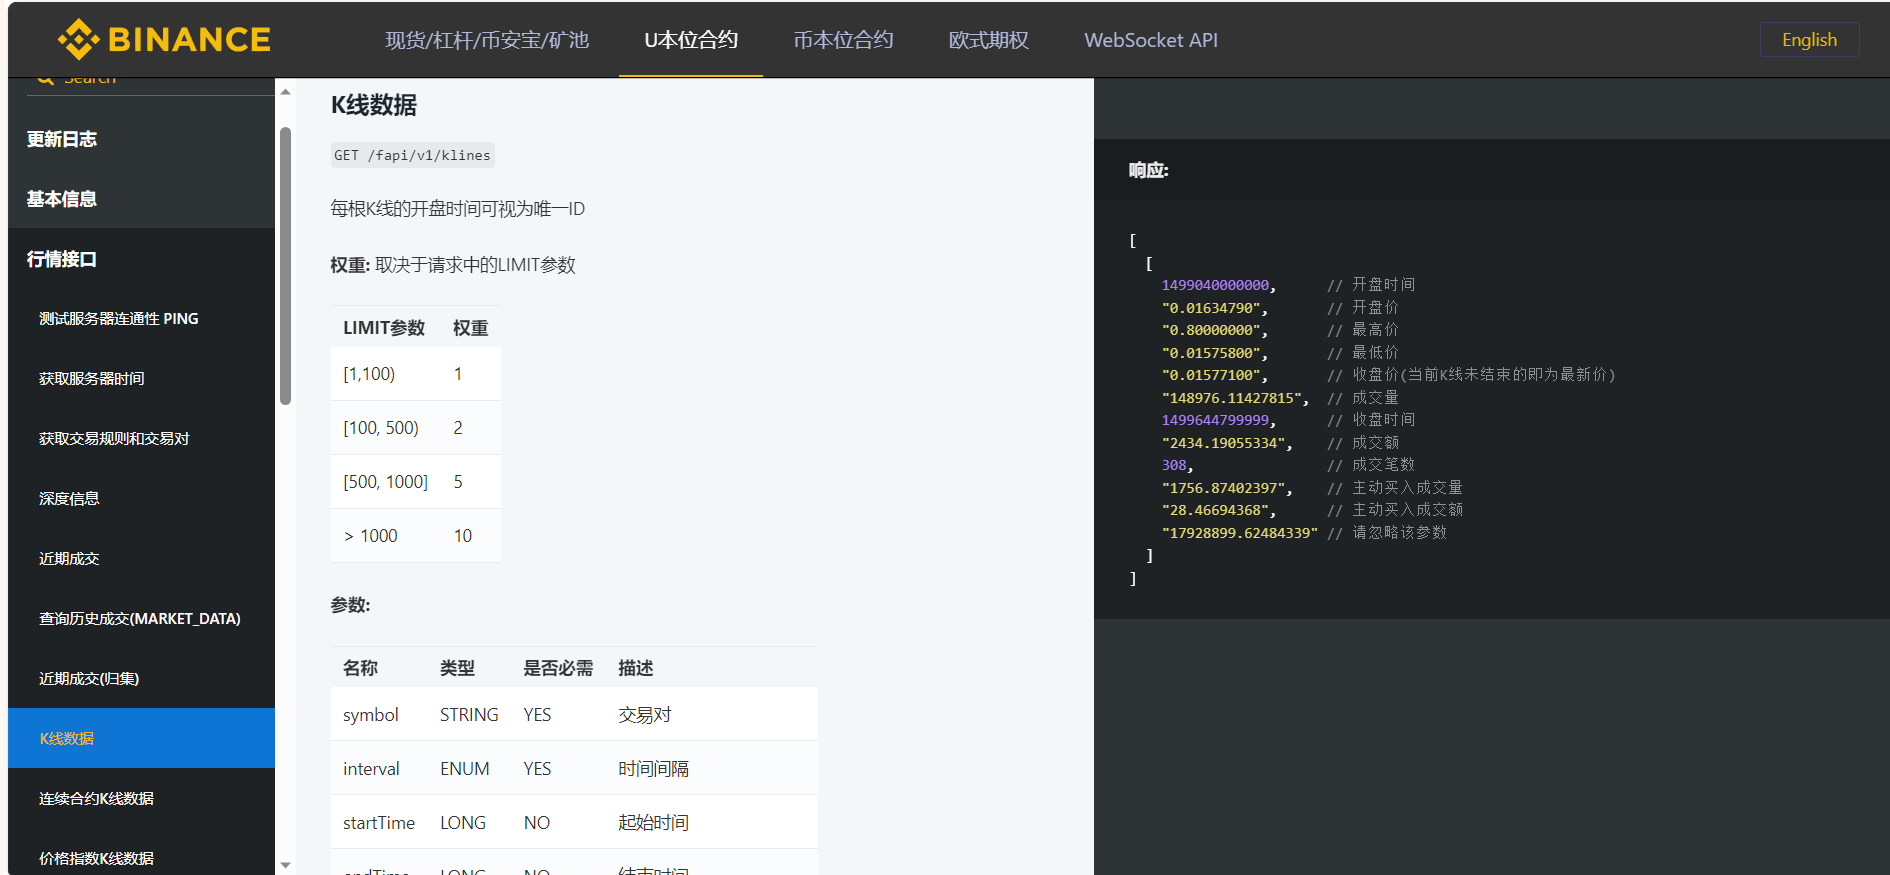 BINANCE
现货/杠杆/币安宝/矿池 U本位合约 币本位合约 欧式期权 WebSocket API English
Search
更新日志
基本信息
行情接口
测试服务器连通性 PING
获取服务器时间
获取交易规则和交易对
深度信息
近期成交
查询历史成交(MARKET_DATA)
近期成交(归集)
K线数据
连续合约K线数据
价格指数K线数据
K线数据
GET /fapi/v1/klines
每根K线的开盘时间可视为唯一ID
权重: 取决于请求中的LIMIT参数
LIMIT参数 权重
[1,100) 1
[100, 500) 2
[500, 1000] 5
> 1000 10
参数:
名称 类型 是否必需 描述
symbol STRING YES 交易对
interval ENUM YES 时间间隔
startTime LONG NO 起始时间
endTime LONG NO 结束时间
响应:
[
[
1499040000000, // 开盘时间
"0.01634790", // 开盘价
"0.80000000", // 最高价
"0.01575800", // 最低价
"0.01577100", // 收盘价(当前K线未结束的即为最新价)
"148976.11427815", // 成交量
1499644799999, // 收盘时间
"2434.19055334", // 成交额
308, // 成交笔数
"1756.87402397", // 主动买入成交量
"28.46694368", // 主动买入成交额
"17928899.62484339" // 请忽略该参数
]
]